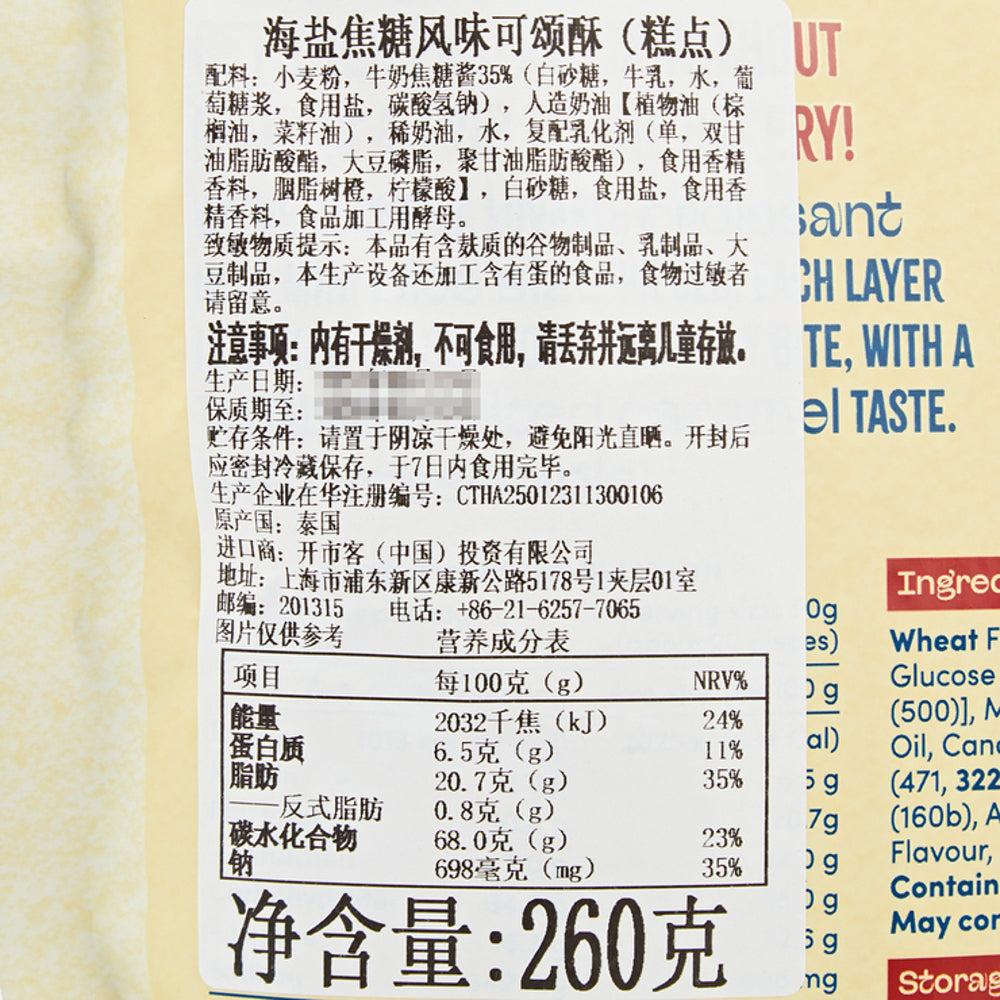 海盐焦糖风味可颂酥（糕点）
配料：小麦粉，牛奶焦糖酱35%（白砂糖，牛乳，水，葡
萄糖浆，食用盐，碳酸氢钠），人造奶油【植物油（棕
榈油，菜籽油），稀奶油，水，复配乳化剂（单，双甘
油脂肪酸酯，大豆磷脂，聚甘油脂肪酸酯），食用香精
香料，胭脂树橙，柠檬酸】，白砂糖，食用盐，食用香
精香料，食品加工用酵母。
致敏物质提示：本品有含麸质的谷物制品、乳制品、大
豆制品，本生产设备还加工含有蛋的食品，食物过敏者
请留意。
注意事项：内有干燥剂，不可食用，请丢弃并远离儿童存放。
生产日期：
保质期至：
贮存条件：请置于阴凉干燥处，避免阳光直晒。开封后
应密封冷藏保存，于7日内食用完毕。
生产企业在华注册编号：CTHA25012311300106
原产国：泰国
进口商：开市客（中国）投资有限公司
地址：上海市浦东新区康新公路5178号1夹层01室
邮编：201315 电话：+86-21-6257-7065
图片仅供参考 营养成分表
项目 每100克（g） NRV%
能量 2032千焦（kJ） 24%
蛋白质 6.5克（g） 11%
脂肪 20.7克（g） 35%
——反式脂肪 0.8克（g）
碳水化合物 68.0克（g） 23%
钠 698毫克（mg） 35%
净含量:260克
UT
RY!
sant
CH LAYER
TE, WITH A
el TASTE.
0g
es)
0 g
al)
5 g
.7g
0 g
0 g
6 g
mg
Ingred
Wheat F
Glucose
(500)], M
Oil, Cano
(471, 322
(160b), A
Flavour,
Contain
May con
Storag